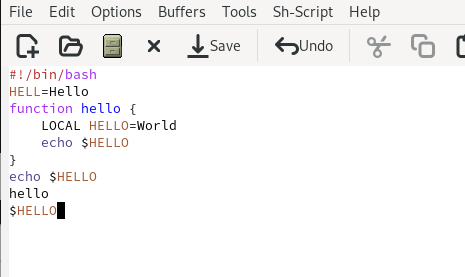 File Edit Options Buffers Tools Sh-Script Help
Save Undo
#!/bin/bash
HELL=Hello
function hello {
    LOCAL HELLO=World
    echo $HELLO
}
echo $HELLO
hello
$HELLO